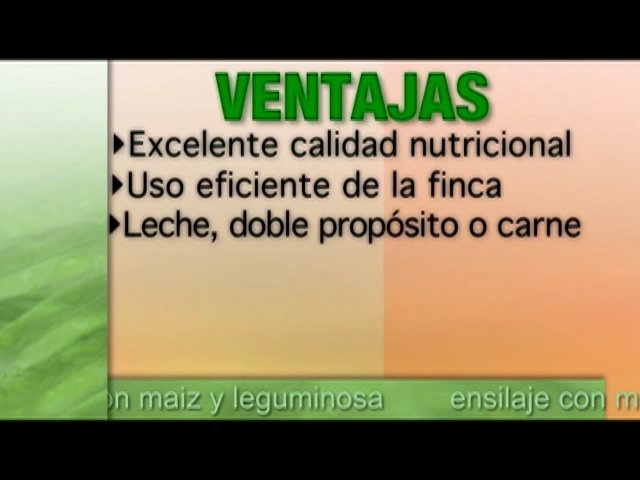 VENTAJAS
Excelente calidad nutricional
Uso eficiente de la finca
Leche, doble propósito o carne
on maiz y leguminosa ensilaje con m